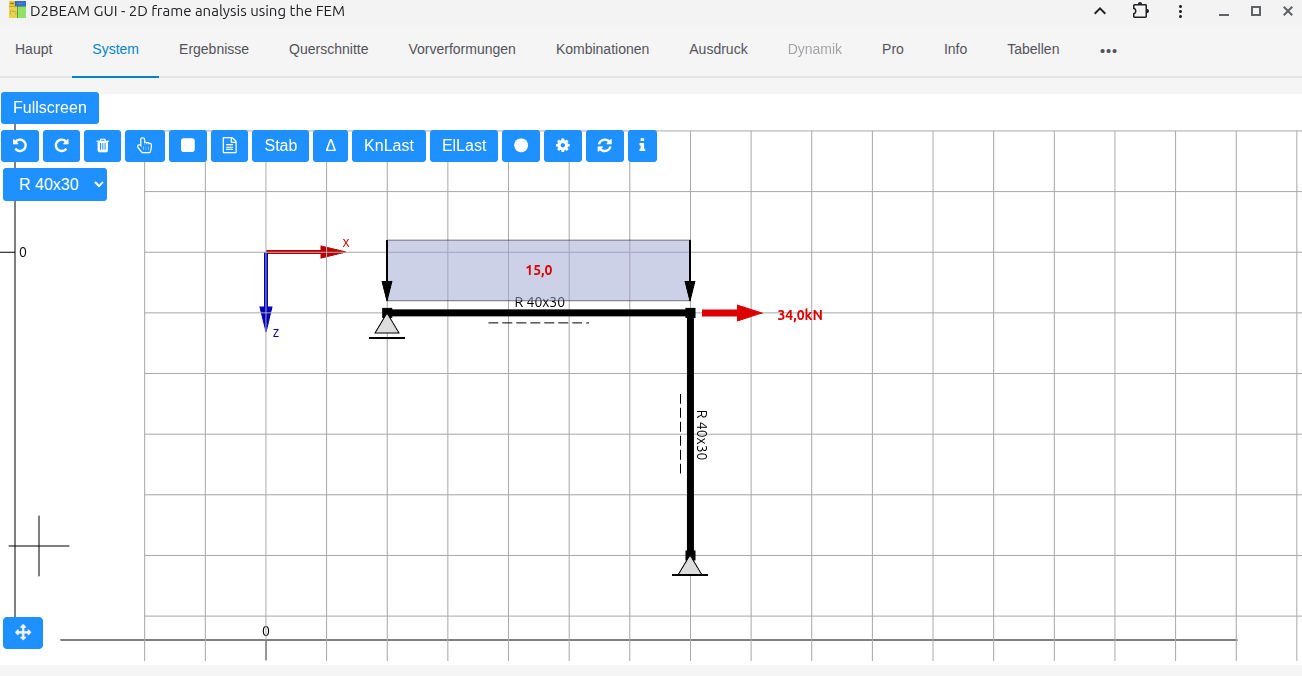 D2BEAM GUI - 2D frame analysis using the FEM
Haupt System Ergebnisse Querschnitte Vorverformungen Kombinationen Ausdruck Dynamik Pro Info Tabellen
Fullscreen
Stab Δ KnLast ElLast
R 40x30
0
x
z
15,0
R 40x30
34,0kN
R 40x30
0